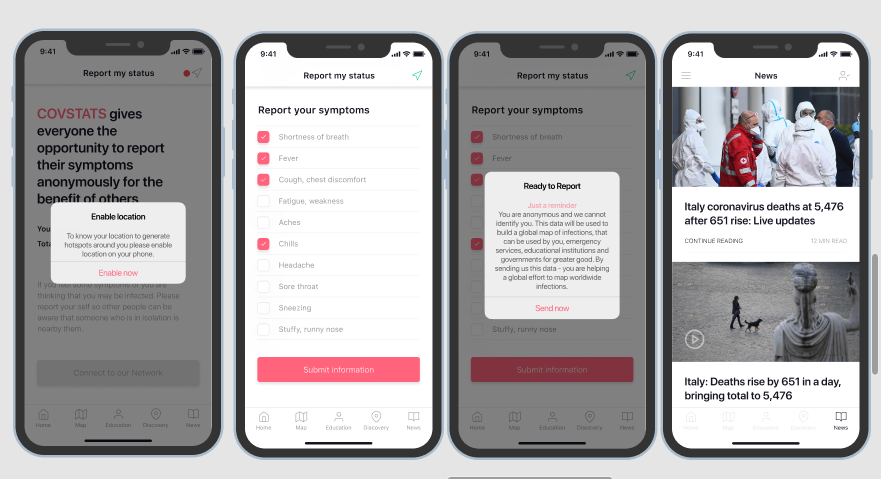 9:41
Report my status
COVSTATS gives
everyone the
opportunity to report
their symptoms
anonymously for the
benefit of others
Enable location
To know your location to generate
hotspots around you please enable
location on your phone.
Enable now
thinking that you may be infected. Please
report your self so other people can be
aware that someone who is in isolation is
nearby them.
Connect to our Network
Home
Map
Education
Discovery
News
9:41
Report my status
Report your symptoms
Shortness of breath
Fever
Cough, chest discomfort
Fatigue, weakness
Aches
Chills
Headache
Sore throat
Sneezing
Stuffy, runny nose
Submit information
Home
Map
Education
Discovery
News
9:41
Report my status
Report your symptoms
Shortness of breath
Fever
Ready to Report
Just a reminder
You are anonymous and we cannot
identify you. This data will be used to
build a global map of infections, that
can be used by you, emergency
services, educational institutions and
governments for greater good. By
sending us this data - you are helping
a global effort to map worldwide
infections.
Send now
Stuffy, runny nose
Submit information
Home
Map
Education
Discovery
News
9:41
News
Italy coronavirus deaths at 5,476
after 651 rise: Live updates
CONTINUE READING
12 MIN READ
Italy: Deaths rise by 651 in a day,
bringing total to 5,476
Home
Map
Education
Discovery
News